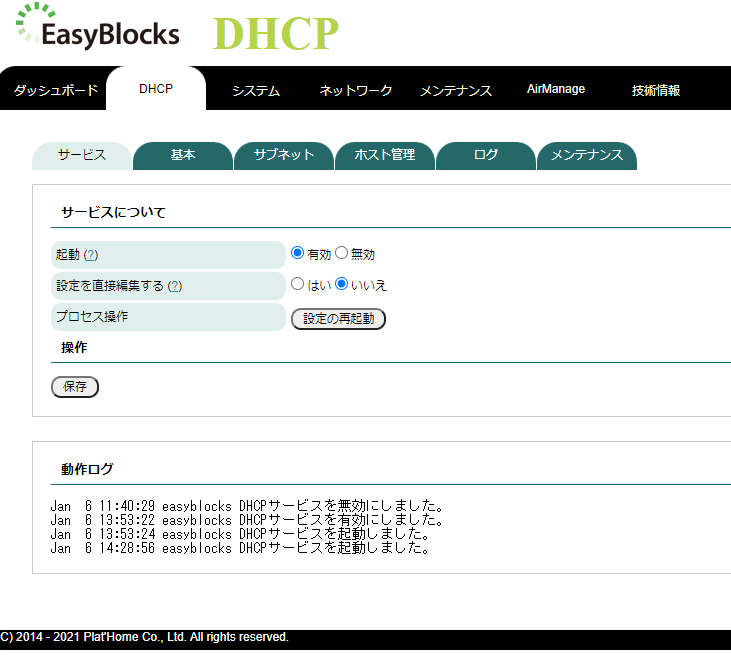 EasyBlocks DHCP
ダッシュボード DHCP システム ネットワーク メンテナンス AirManage 技術情報
サービス 基本 サブネット ホスト管理 ログ メンテナンス
サービスについて
起動 (?) 有効 無効
設定を直接編集する (?) はい いいえ
プロセス操作 設定の再起動
操作
保存
動作ログ
Jan  6 11:40:29 easyblocks DHCPサービスを無効にしました。
Jan  6 13:53:22 easyblocks DHCPサービスを有効にしました。
Jan  6 13:53:24 easyblocks DHCPサービスを起動しました。
Jan  6 14:28:56 easyblocks DHCPサービスを起動しました。
C) 2014 - 2021 Plat'Home Co., Ltd. All rights reserved.